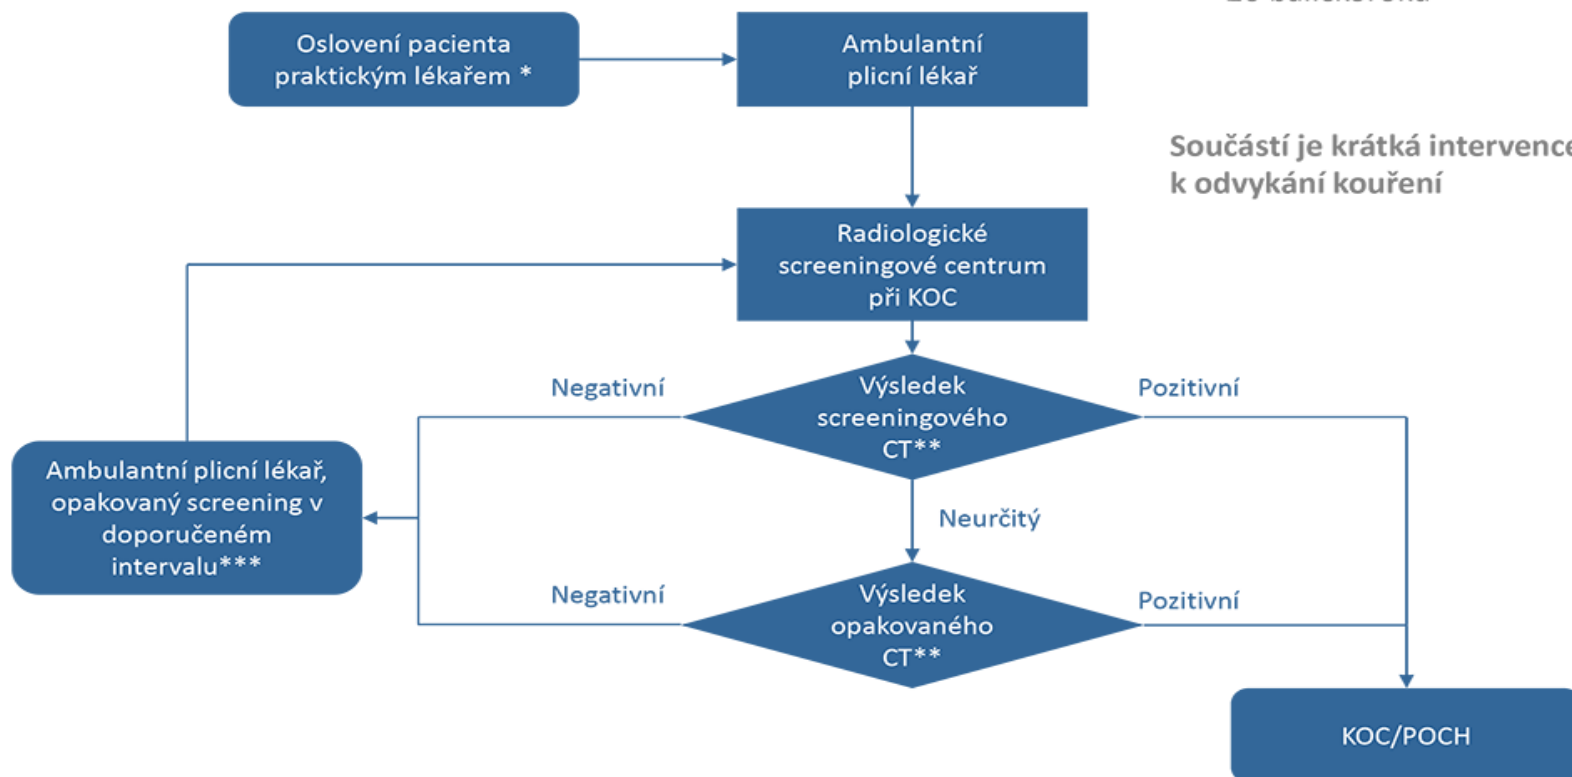 Oslovení pacienta
praktickým lékařem *
Ambulantní
plicní lékař
Součástí je krátká intervence
k odvykání kouření
Radiologické
screeningové centrum
při KOC
Negativní
Výsledek
screeningového
CT**
Pozitivní
Ambulantní plicní lékař,
opakovaný screening v
doporučeném
intervalu***
Neurčitý
Negativní
Výsledek
opakovaného
CT**
Pozitivní
KOC/POCH